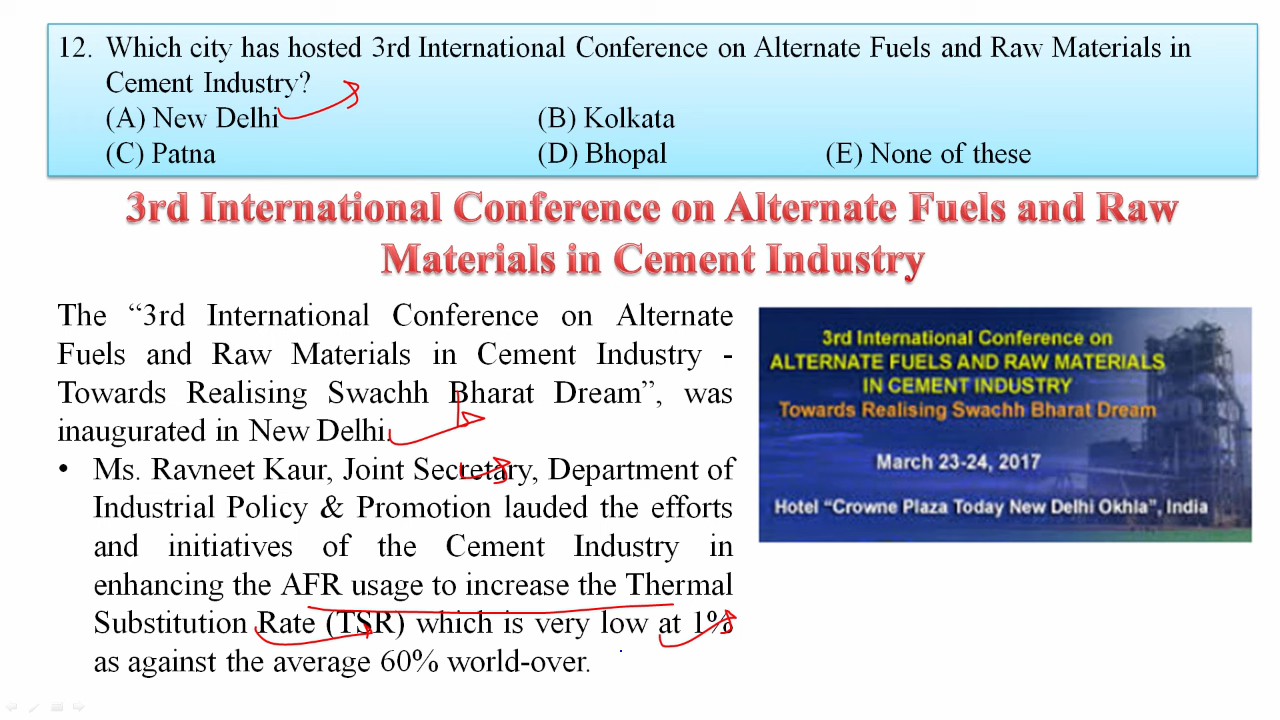 12. Which city has hosted 3rd International Conference on Alternate Fuels and Raw Materials in
Cement Industry?
(A) New Delhi (B) Kolkata
(C) Patna (D) Bhopal (E) None of these
3rd International Conference on Alternate Fuels and Raw
Materials in Cement Industry
The “3rd International Conference on Alternate
Fuels and Raw Materials in Cement Industry -
Towards Realising Swachh Bharat Dream”, was
inaugurated in New Delhi.
• Ms. Ravneet Kaur, Joint Secretary, Department of
Industrial Policy & Promotion lauded the efforts
and initiatives of the Cement Industry in
enhancing the AFR usage to increase the Thermal
Substitution Rate (TSR) which is very low at 1%
as against the average 60% world-over.
3rd International Conference on
ALTERNATE FUELS AND RAW MATERIALS
IN CEMENT INDUSTRY
Towards Realising Swachh Bharat Dream
March 23-24, 2017
Hotel “Crowne Plaza Today New Delhi Okhla”, India